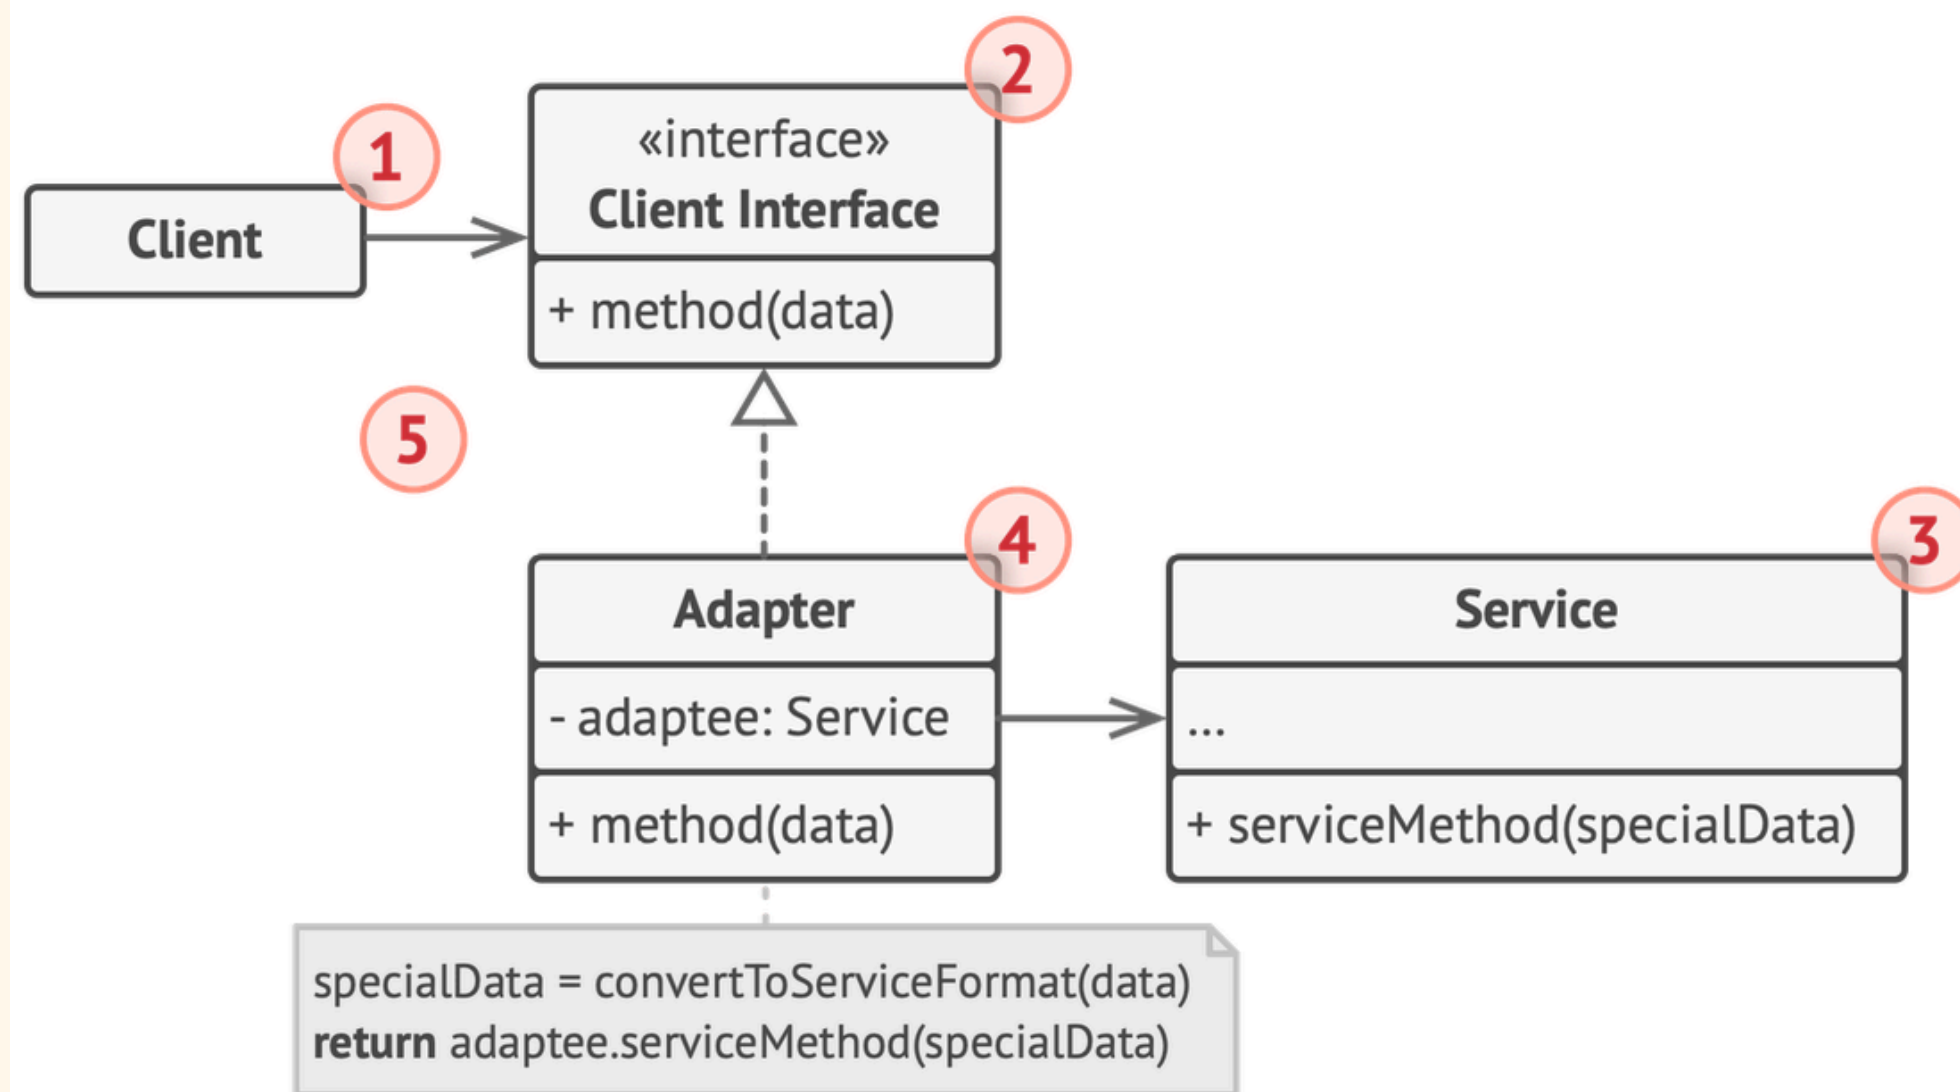 1
Client
2
«interface»
Client Interface
+ method(data)
5
4
Adapter
- adaptee: Service
+ method(data)
3
Service
...
+ serviceMethod(specialData)
specialData = convertToServiceFormat(data)
return adaptee.serviceMethod(specialData)